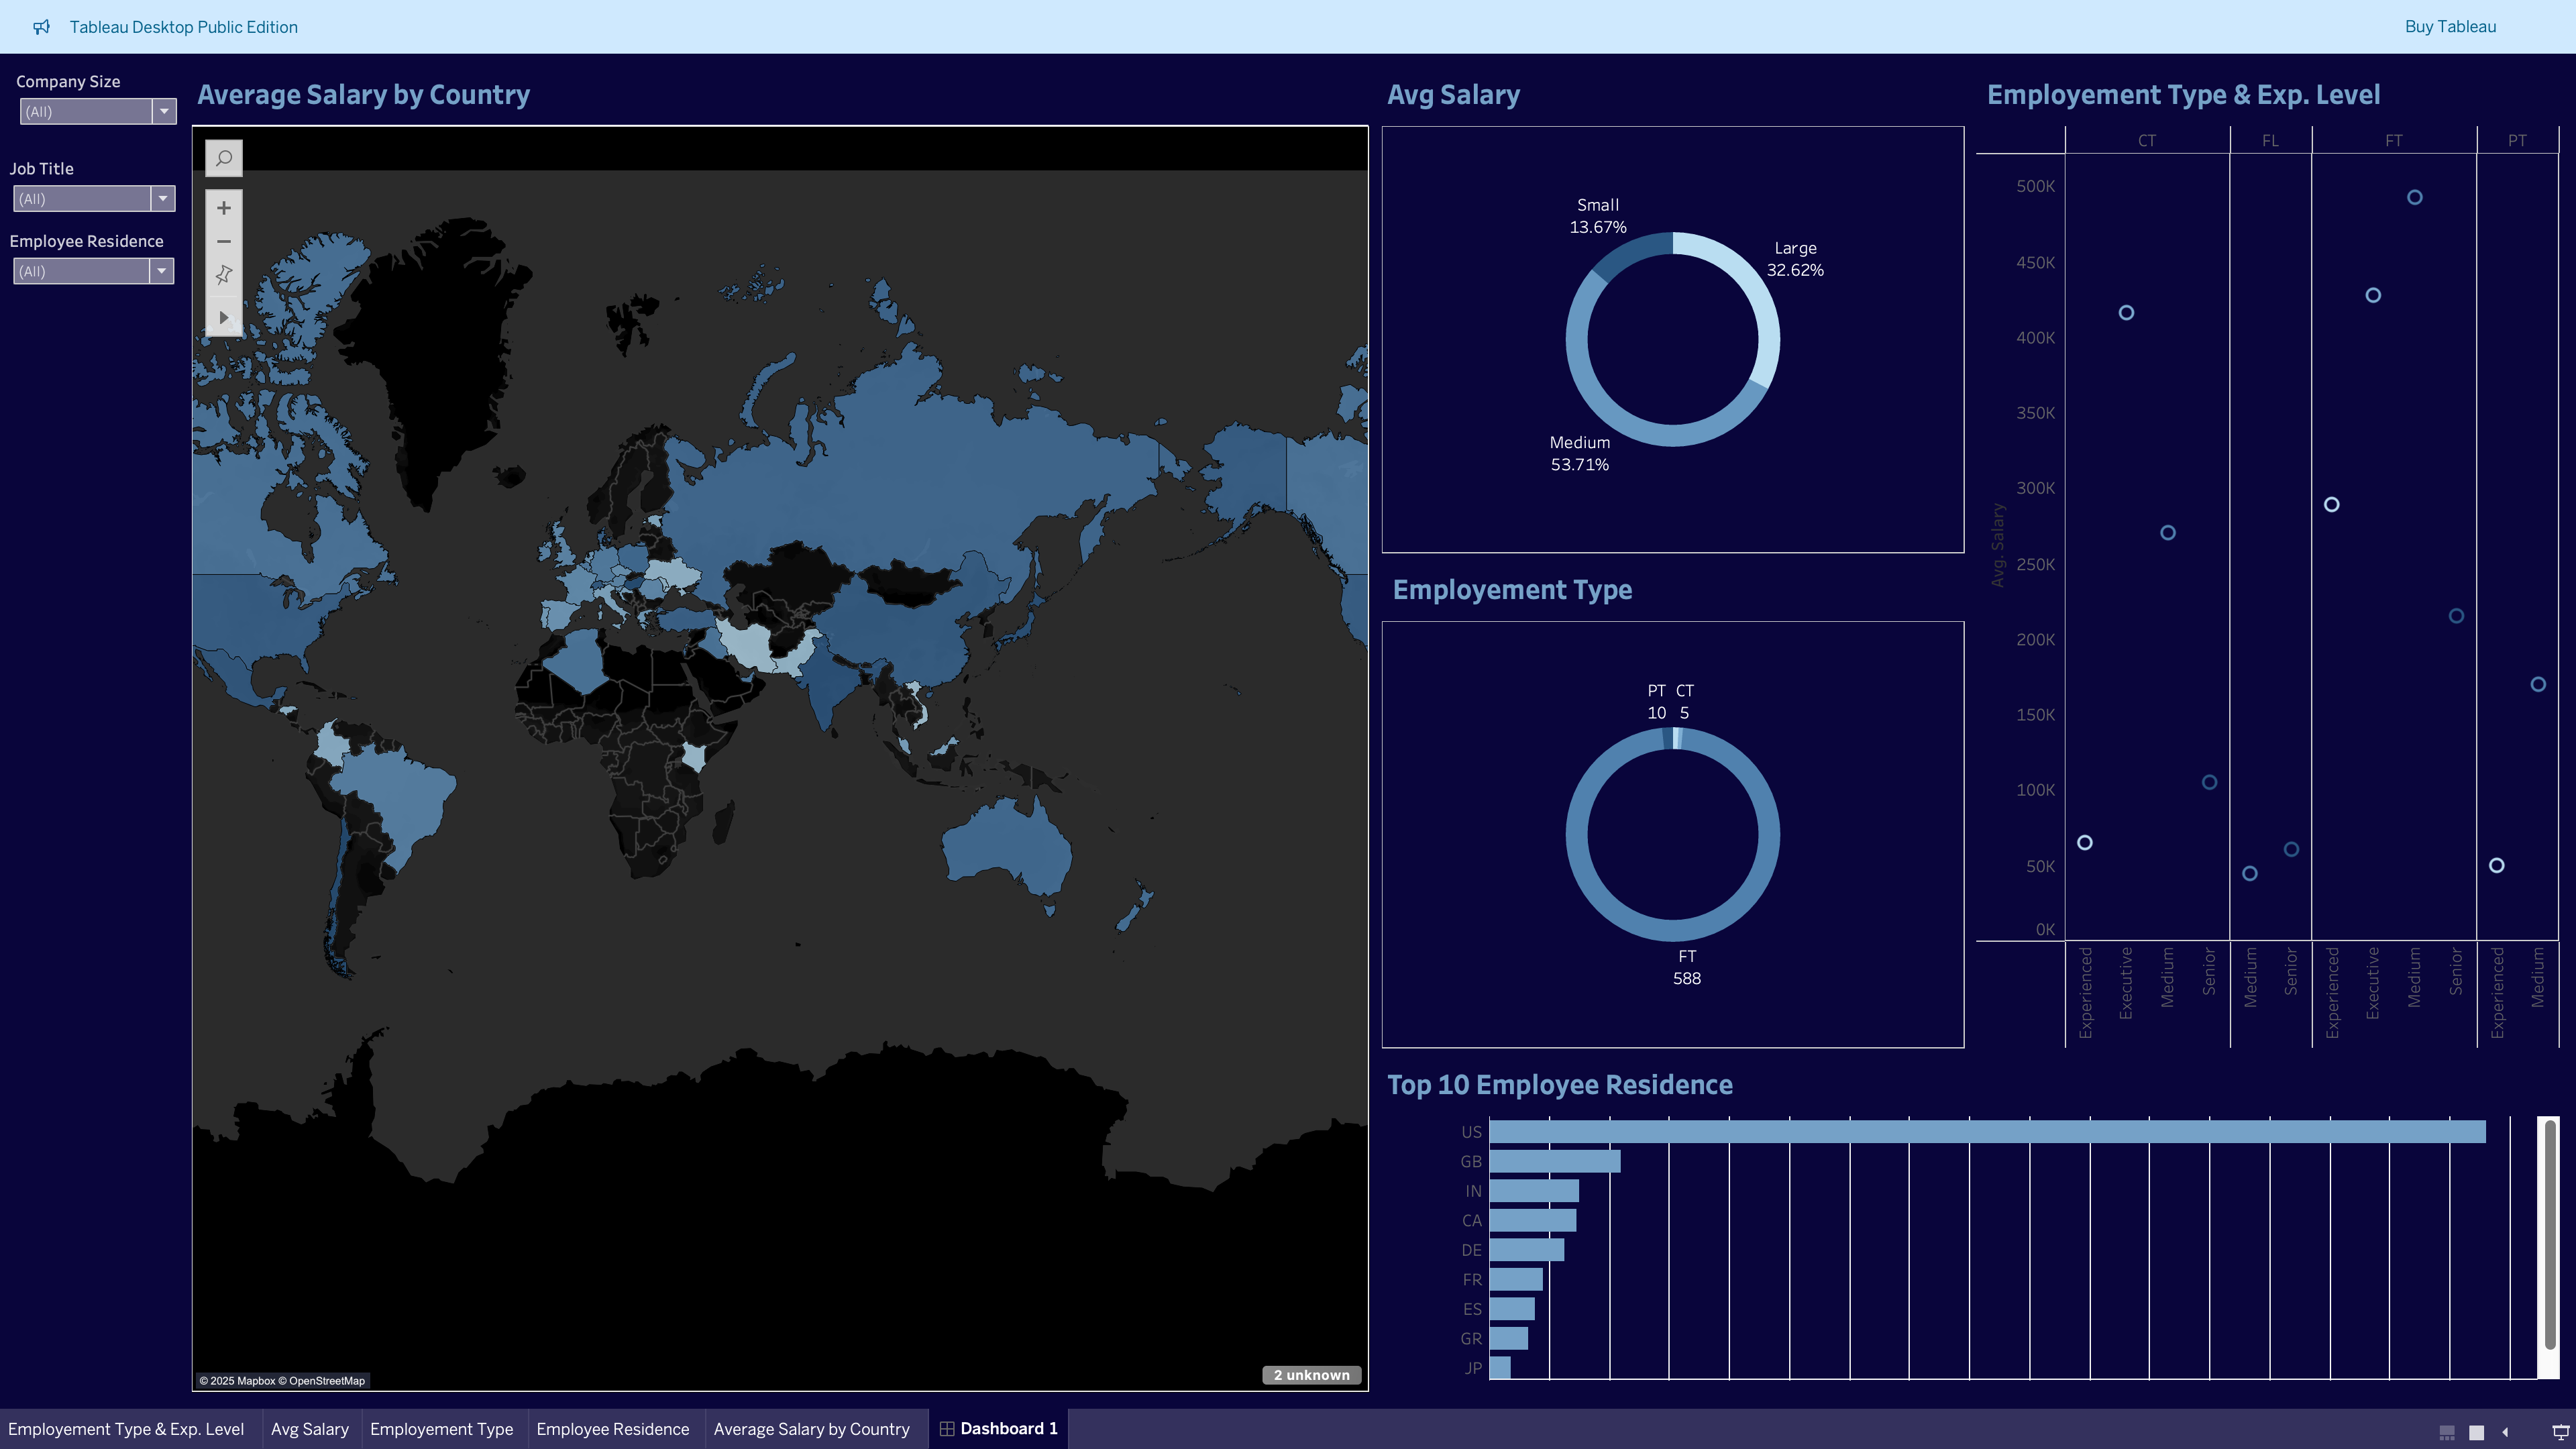 Tableau Desktop Public Edition
Buy Tableau
Company Size
(All)
Job Title
(All)
Employee Residence
(All)
Average Salary by Country
© 2025 Mapbox © OpenStreetMap
2 unknown
Avg Salary
Small
13.67%
Large
32.62%
Medium
53.71%
Employement Type
PT CT
10 5
FT
588
Employement Type & Exp. Level
CT FL FT PT
Avg. Salary
500K
450K
400K
350K
300K
250K
200K
150K
100K
50K
0K
Experienced
Executive
Medium
Senior
Medium
Senior
Experienced
Executive
Medium
Senior
Experienced
Medium
Top 10 Employee Residence
US
GB
IN
CA
DE
FR
ES
GR
JP
Employement Type & Exp. Level
Avg Salary
Employement Type
Employee Residence
Average Salary by Country
Dashboard 1